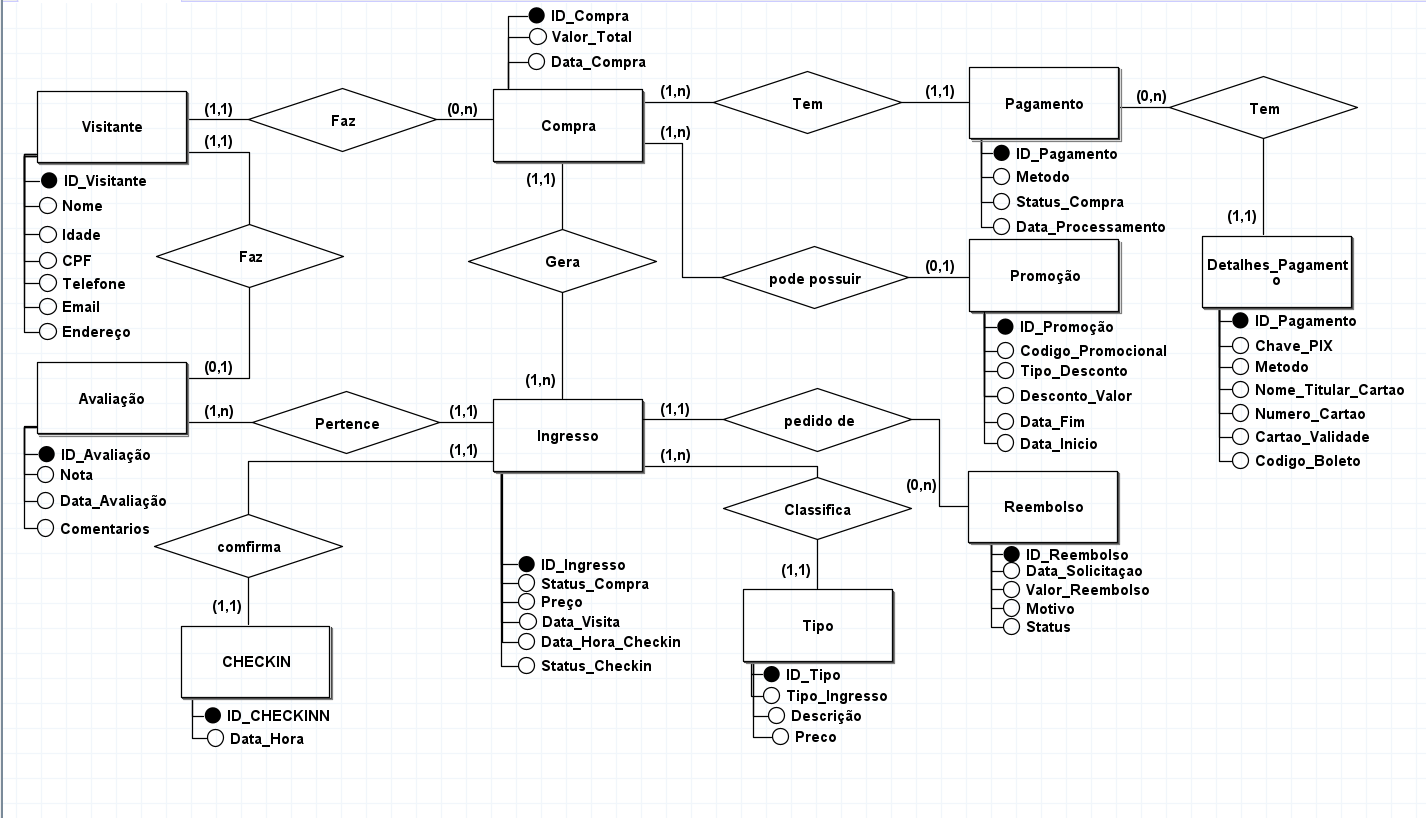 ID_Compra
Valor_Total
Data_Compra
Visitante
(1,1)
Faz
(0,n)
Compra
(1,n)
Tem
(1,1)
Pagamento
(0,n)
Tem
(1,1)
(1,n)
(1,1)
ID_Visitante
Nome
Idade
CPF
Telefone
Email
Endereço
Faz
(0,1)
Gera
(1,n)
ID_Pagamento
Metodo
Status_Compra
Data_Processamento
(1,1)
Detalhes_Pagament
o
pode possuir
(0,1)
Promoção
ID_Promoção
Codigo_Promocional
Tipo_Desconto
Desconto_Valor
Data_Fim
Data_Inicio
ID_Pagamento
Chave_PIX
Metodo
Nome_Titular_Cartao
Numero_Cartao
Cartao_Validade
Codigo_Boleto
Avaliação
(1,n)
Pertence
(1,1)
Ingresso
(1,1)
pedido de
(0,n)
Reembolso
(1,1)
(1,n)
ID_Avaliação
Nota
Data_Avaliação
Comentarios
comfirma
(1,1)
CHECKIN
ID_CHECKINN
Data_Hora
ID_Ingresso
Status_Compra
Preço
Data_Visita
Data_Hora_Checkin
Status_Checkin
Classifica
(1,1)
Tipo
ID_Tipo
Tipo_Ingresso
Descrição
Preco
ID_Reembolso
Data_Solicitaçao
Valor_Reembolso
Motivo
Status